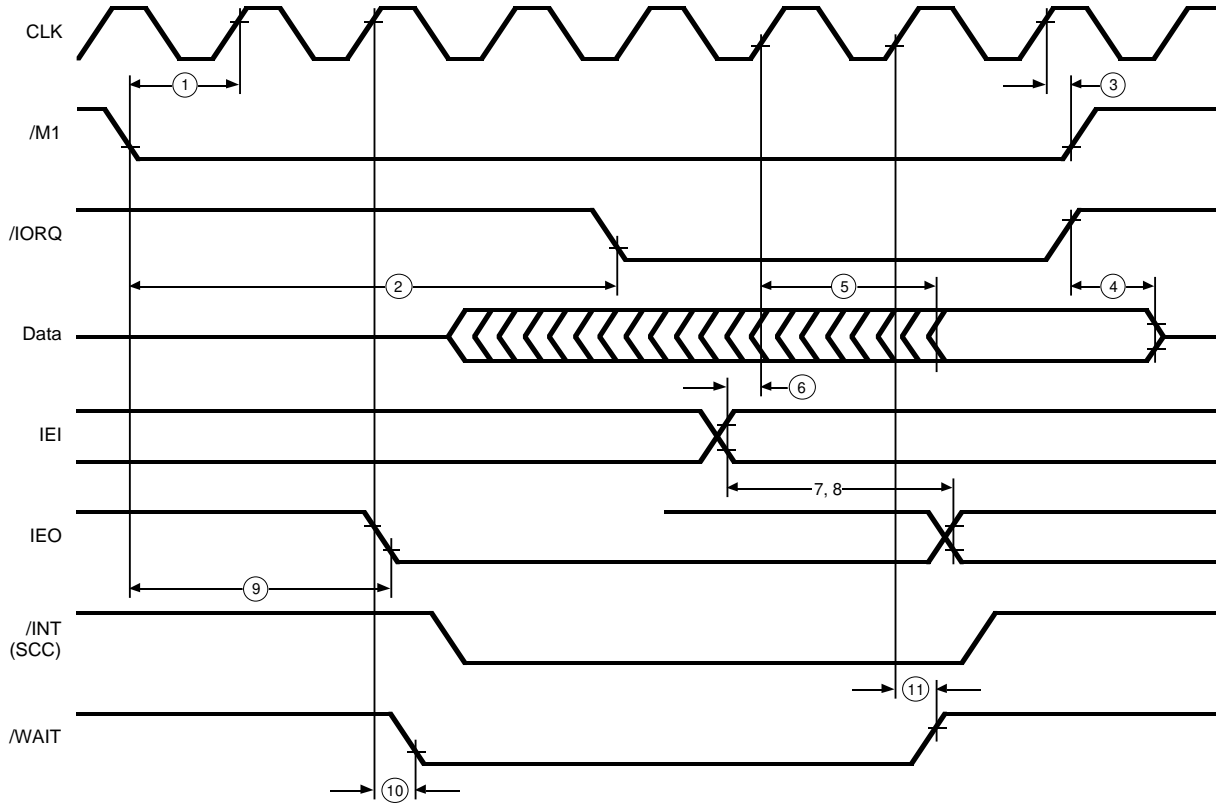 CLK
1
3
/M1
/IORQ
2
5
4
Data
6
IEI
7, 8
IEO
9
/INT
(SCC)
11
/WAIT
10